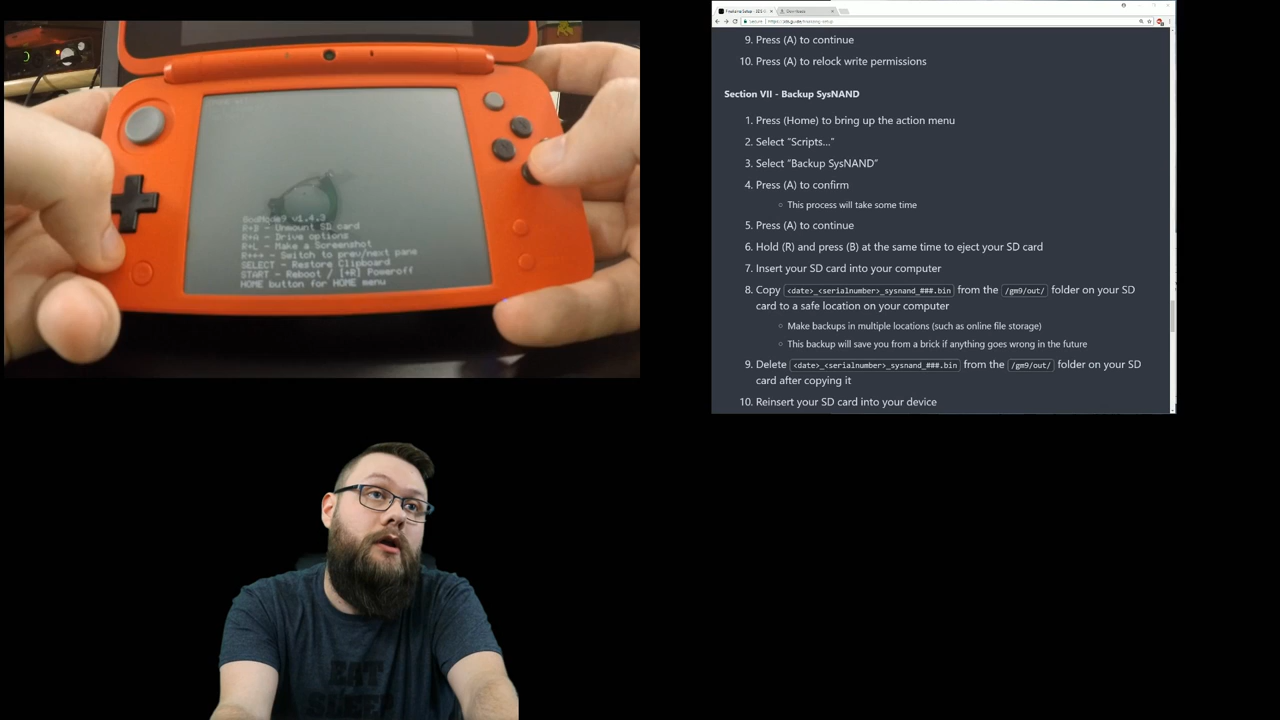 GodMode9 v1.4.3
R+B - Unmount SD card
R+A - Drive options
R+L - Make a Screenshot
R+←→ - Switch to prev/next pane
SELECT - Restore Clipboard
START - Reboot / [+R] Poweroff
HOME button for HOME menu
9. Press (A) to continue
10. Press (A) to relock write permissions
Section VII - Backup SysNAND
1. Press (Home) to bring up the action menu
2. Select “Scripts…”
3. Select “Backup SysNAND”
4. Press (A) to confirm
This process will take some time
5. Press (A) to continue
6. Hold (R) and press (B) at the same time to eject your SD card
7. Insert your SD card into your computer
8. Copy <date>_<serialnumber>_sysnand_###.bin from the /gm9/out/ folder on your SD
card to a safe location on your computer
Make backups in multiple locations (such as online file storage)
This backup will save you from a brick if anything goes wrong in the future
9. Delete <date>_<serialnumber>_sysnand_###.bin from the /gm9/out/ folder on your SD
card after copying it
10. Reinsert your SD card into your device
EAT
SLEEP